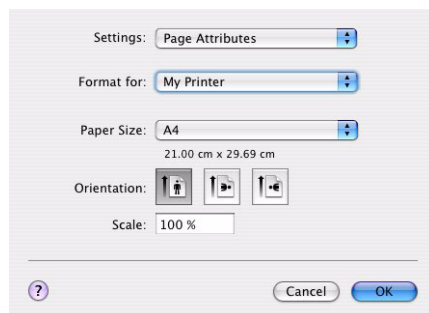 Settings: Page Attributes
Format for: My Printer
Paper Size: A4
21.00 cm x 29.69 cm
Orientation:
Scale: 100 %
? Cancel OK